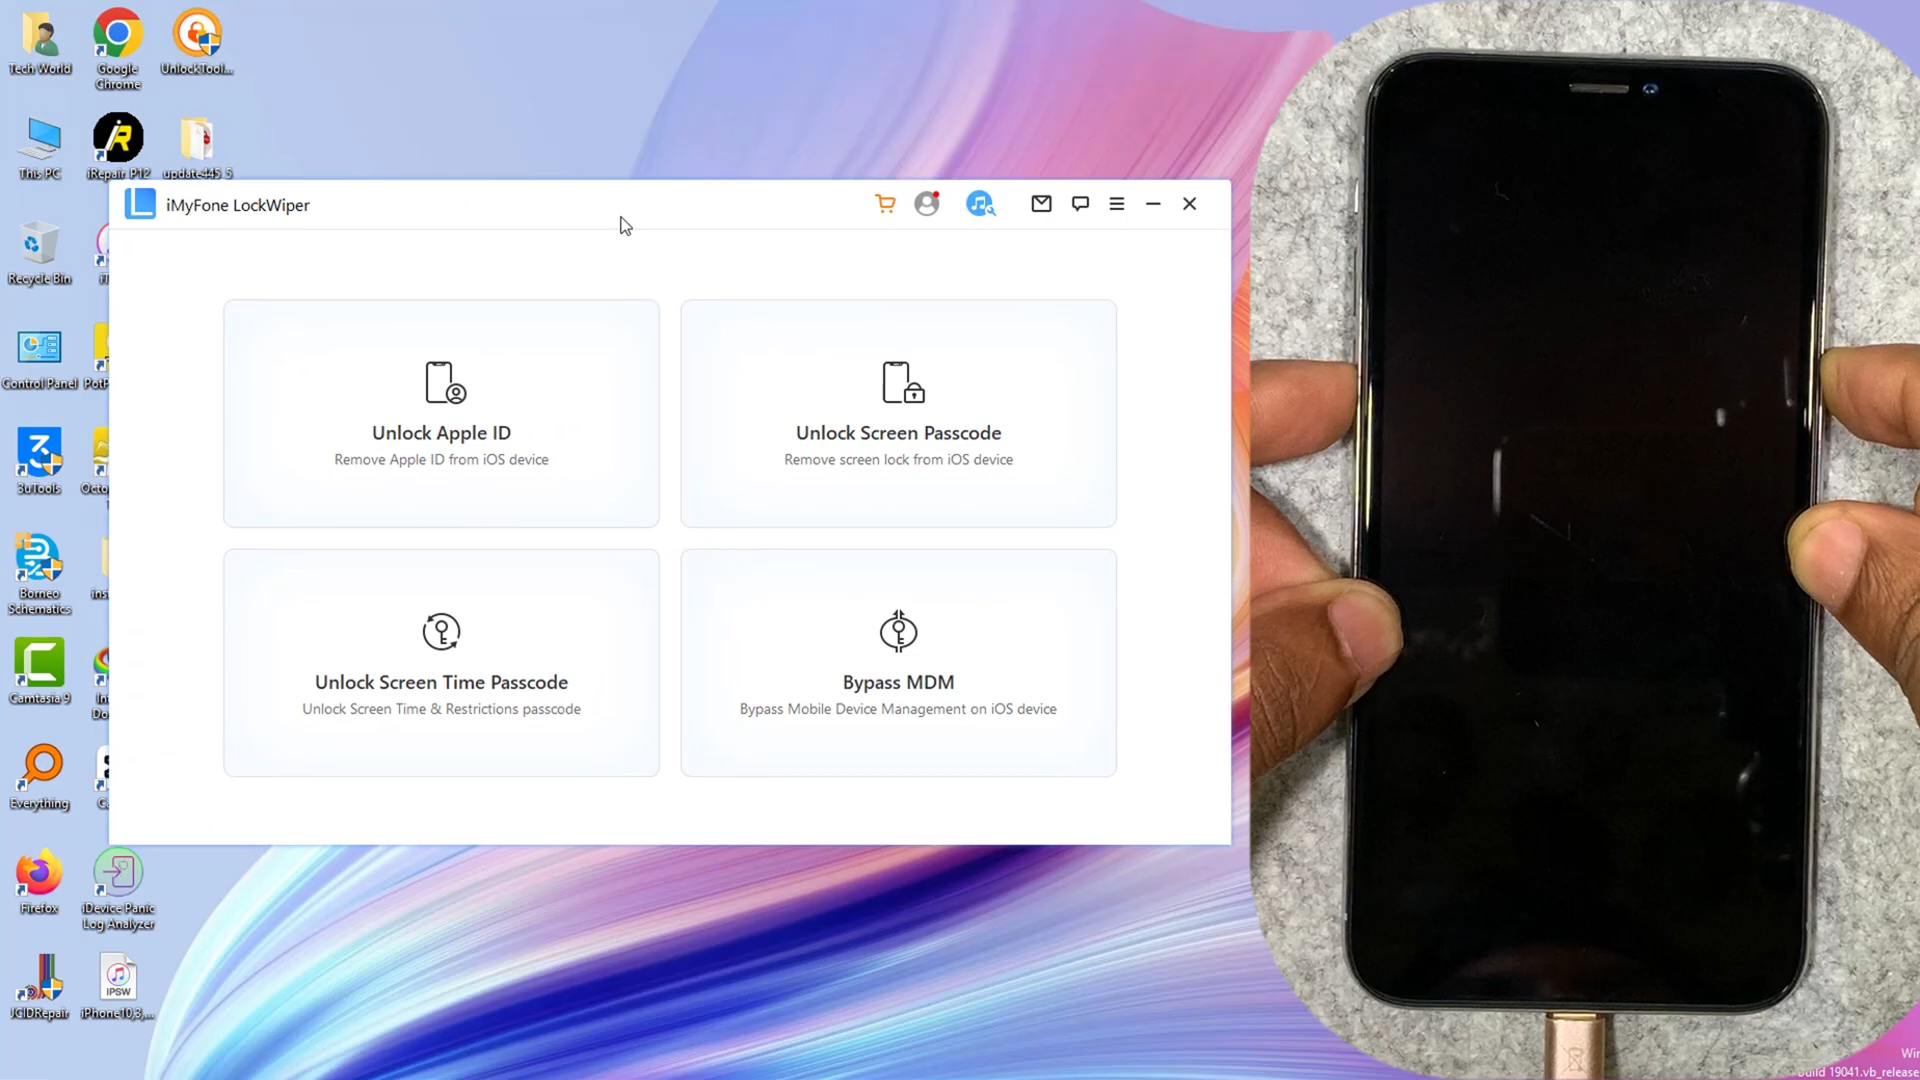 Tech World
Google
Chrome
UnlockTool...
This PC
iRepair P12
update445_5
iMyFone LockWiper
Recycle Bin
Unlock Apple ID
Remove Apple ID from iOS device
Unlock Screen Passcode
Remove screen lock from iOS device
Control Panel
3uTools
Borneo
Schematics
Unlock Screen Time Passcode
Unlock Screen Time & Restrictions passcode
Bypass MDM
Bypass Mobile Device Management on iOS device
Camtasia 9
Everything
Firefox
iDevice Panic
Log Analyzer
IPSW
JCIDRepair
iPhone10,3,...
Build 19041.vb_release